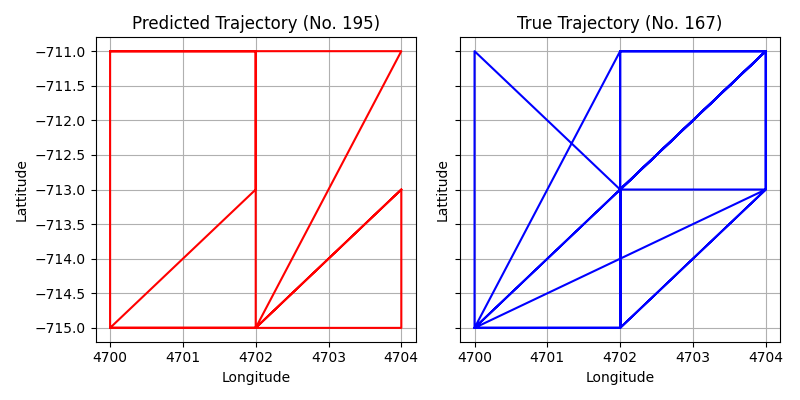 Predicted Trajectory (No. 195)
True Trajectory (No. 167)
−711.0
−711.5
−712.0
−712.5
−713.0
−713.5
−714.0
−714.5
−715.0
Lattitude
Lattitude
4700 4701 4702 4703 4704
4700 4701 4702 4703 4704
Longitude
Longitude